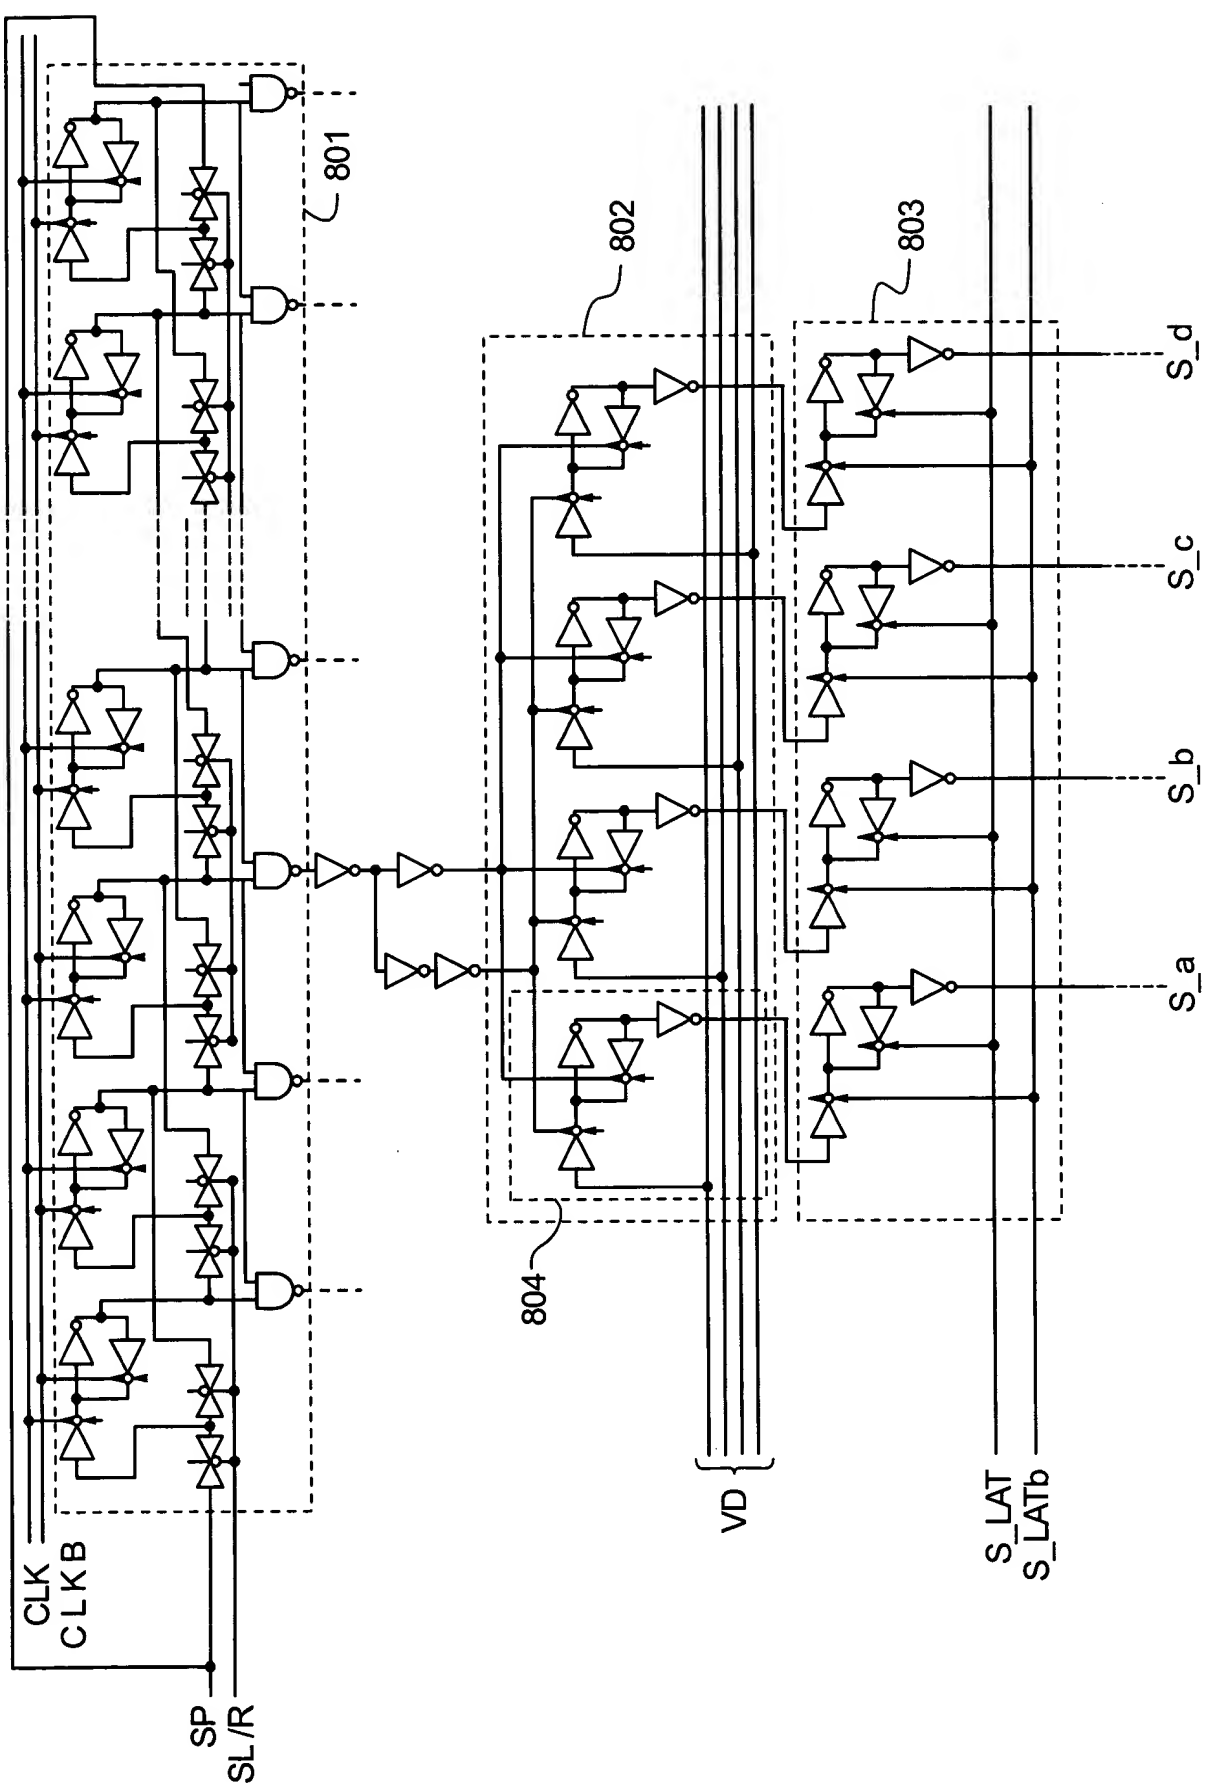 CLK
CLKB
SP
SL/R
801
802
803
804
VD
S_LAT
S_LATb
S_a
S_b
S_c
S_d